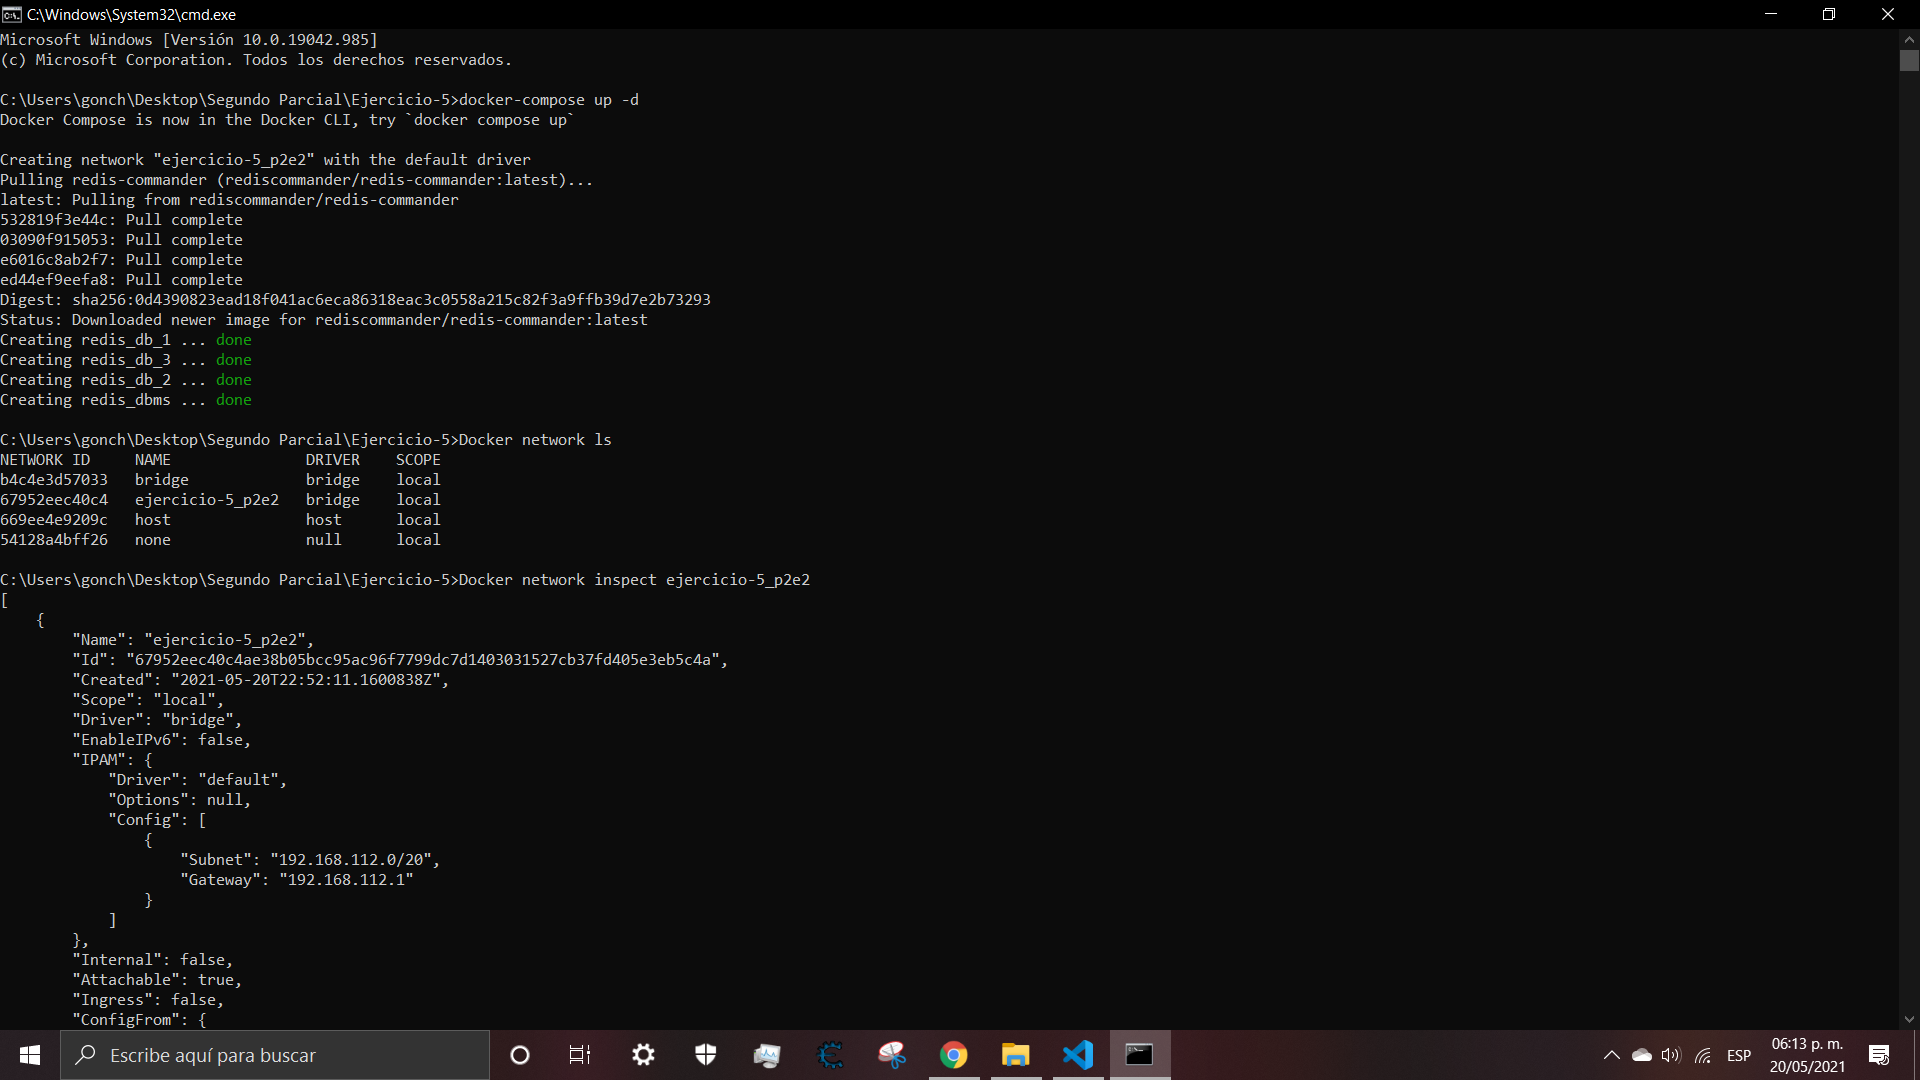 C:\Windows\System32\cmd.exe
Microsoft Windows [Versión 10.0.19042.985]
(c) Microsoft Corporation. Todos los derechos reservados.
C:\Users\gonch\Desktop\Segundo Parcial\Ejercicio-5>docker-compose up -d
Docker Compose is now in the Docker CLI, try `docker compose up`
Creating network "ejercicio-5_p2e2" with the default driver
Pulling redis-commander (rediscommander/redis-commander:latest)...
latest: Pulling from rediscommander/redis-commander
532819f3e44c: Pull complete
03090f915053: Pull complete
e6016c8ab2f7: Pull complete
ed44ef9eefa8: Pull complete
Digest: sha256:0d4390823ead18f041ac6eca86318eac3c0558a215c82f3a9ffb39d7e2b73293
Status: Downloaded newer image for rediscommander/redis-commander:latest
Creating redis_db_1 ... done
Creating redis_db_3 ... done
Creating redis_db_2 ... done
Creating redis_dbms ... done
C:\Users\gonch\Desktop\Segundo Parcial\Ejercicio-5>Docker network ls
NETWORK ID     NAME               DRIVER    SCOPE
b4c4e3d57033   bridge             bridge    local
67952eec40c4   ejercicio-5_p2e2   bridge    local
669ee4e9209c   host               host      local
54128a4bff26   none               null      local
C:\Users\gonch\Desktop\Segundo Parcial\Ejercicio-5>Docker network inspect ejercicio-5_p2e2
[
    {
        "Name": "ejercicio-5_p2e2",
        "Id": "67952eec40c4ae38b05bcc95ac96f7799dc7d1403031527cb37fd405e3eb5c4a",
        "Created": "2021-05-20T22:52:11.1600838Z",
        "Scope": "local",
        "Driver": "bridge",
        "EnableIPv6": false,
        "IPAM": {
            "Driver": "default",
            "Options": null,
            "Config": [
                {
                    "Subnet": "192.168.112.0/20",
                    "Gateway": "192.168.112.1"
                }
            ]
        },
        "Internal": false,
        "Attachable": true,
        "Ingress": false,
        "ConfigFrom": {
Escribe aquí para buscar
ESP
06:13 p. m.
20/05/2021